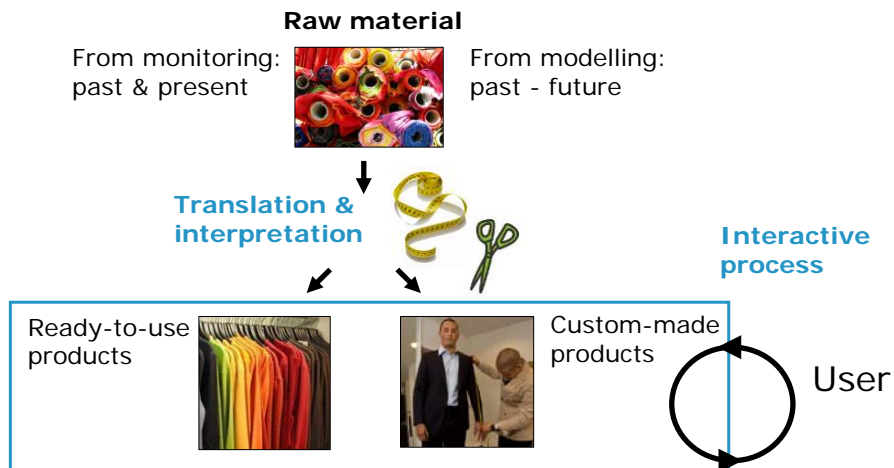 Raw material
From monitoring:
past & present
From modelling:
past - future
Translation &
interpretation
Interactive
process
Ready-to-use
products
Custom-made
products
User